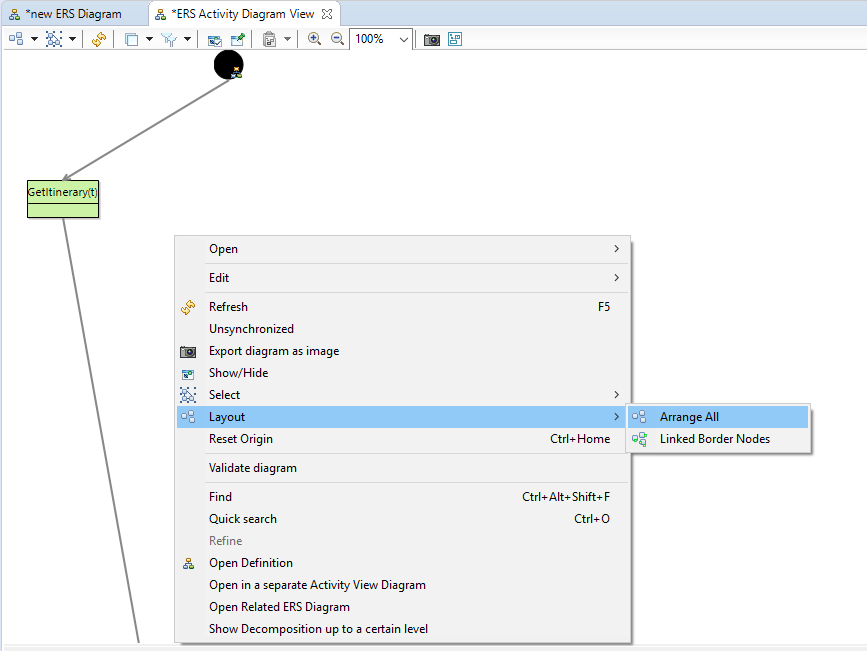 *new ERS Diagram
*ERS Activity Diagram View
100%
GetItinerary(t)
Open
Edit
Refresh F5
Unsynchronized
Export diagram as image
Show/Hide
Select
Layout
Arrange All
Reset Origin Ctrl+Home
Linked Border Nodes
Validate diagram
Find Ctrl+Alt+Shift+F
Quick search Ctrl+O
Refine
Open Definition
Open in a separate Activity View Diagram
Open Related ERS Diagram
Show Decomposition up to a certain level